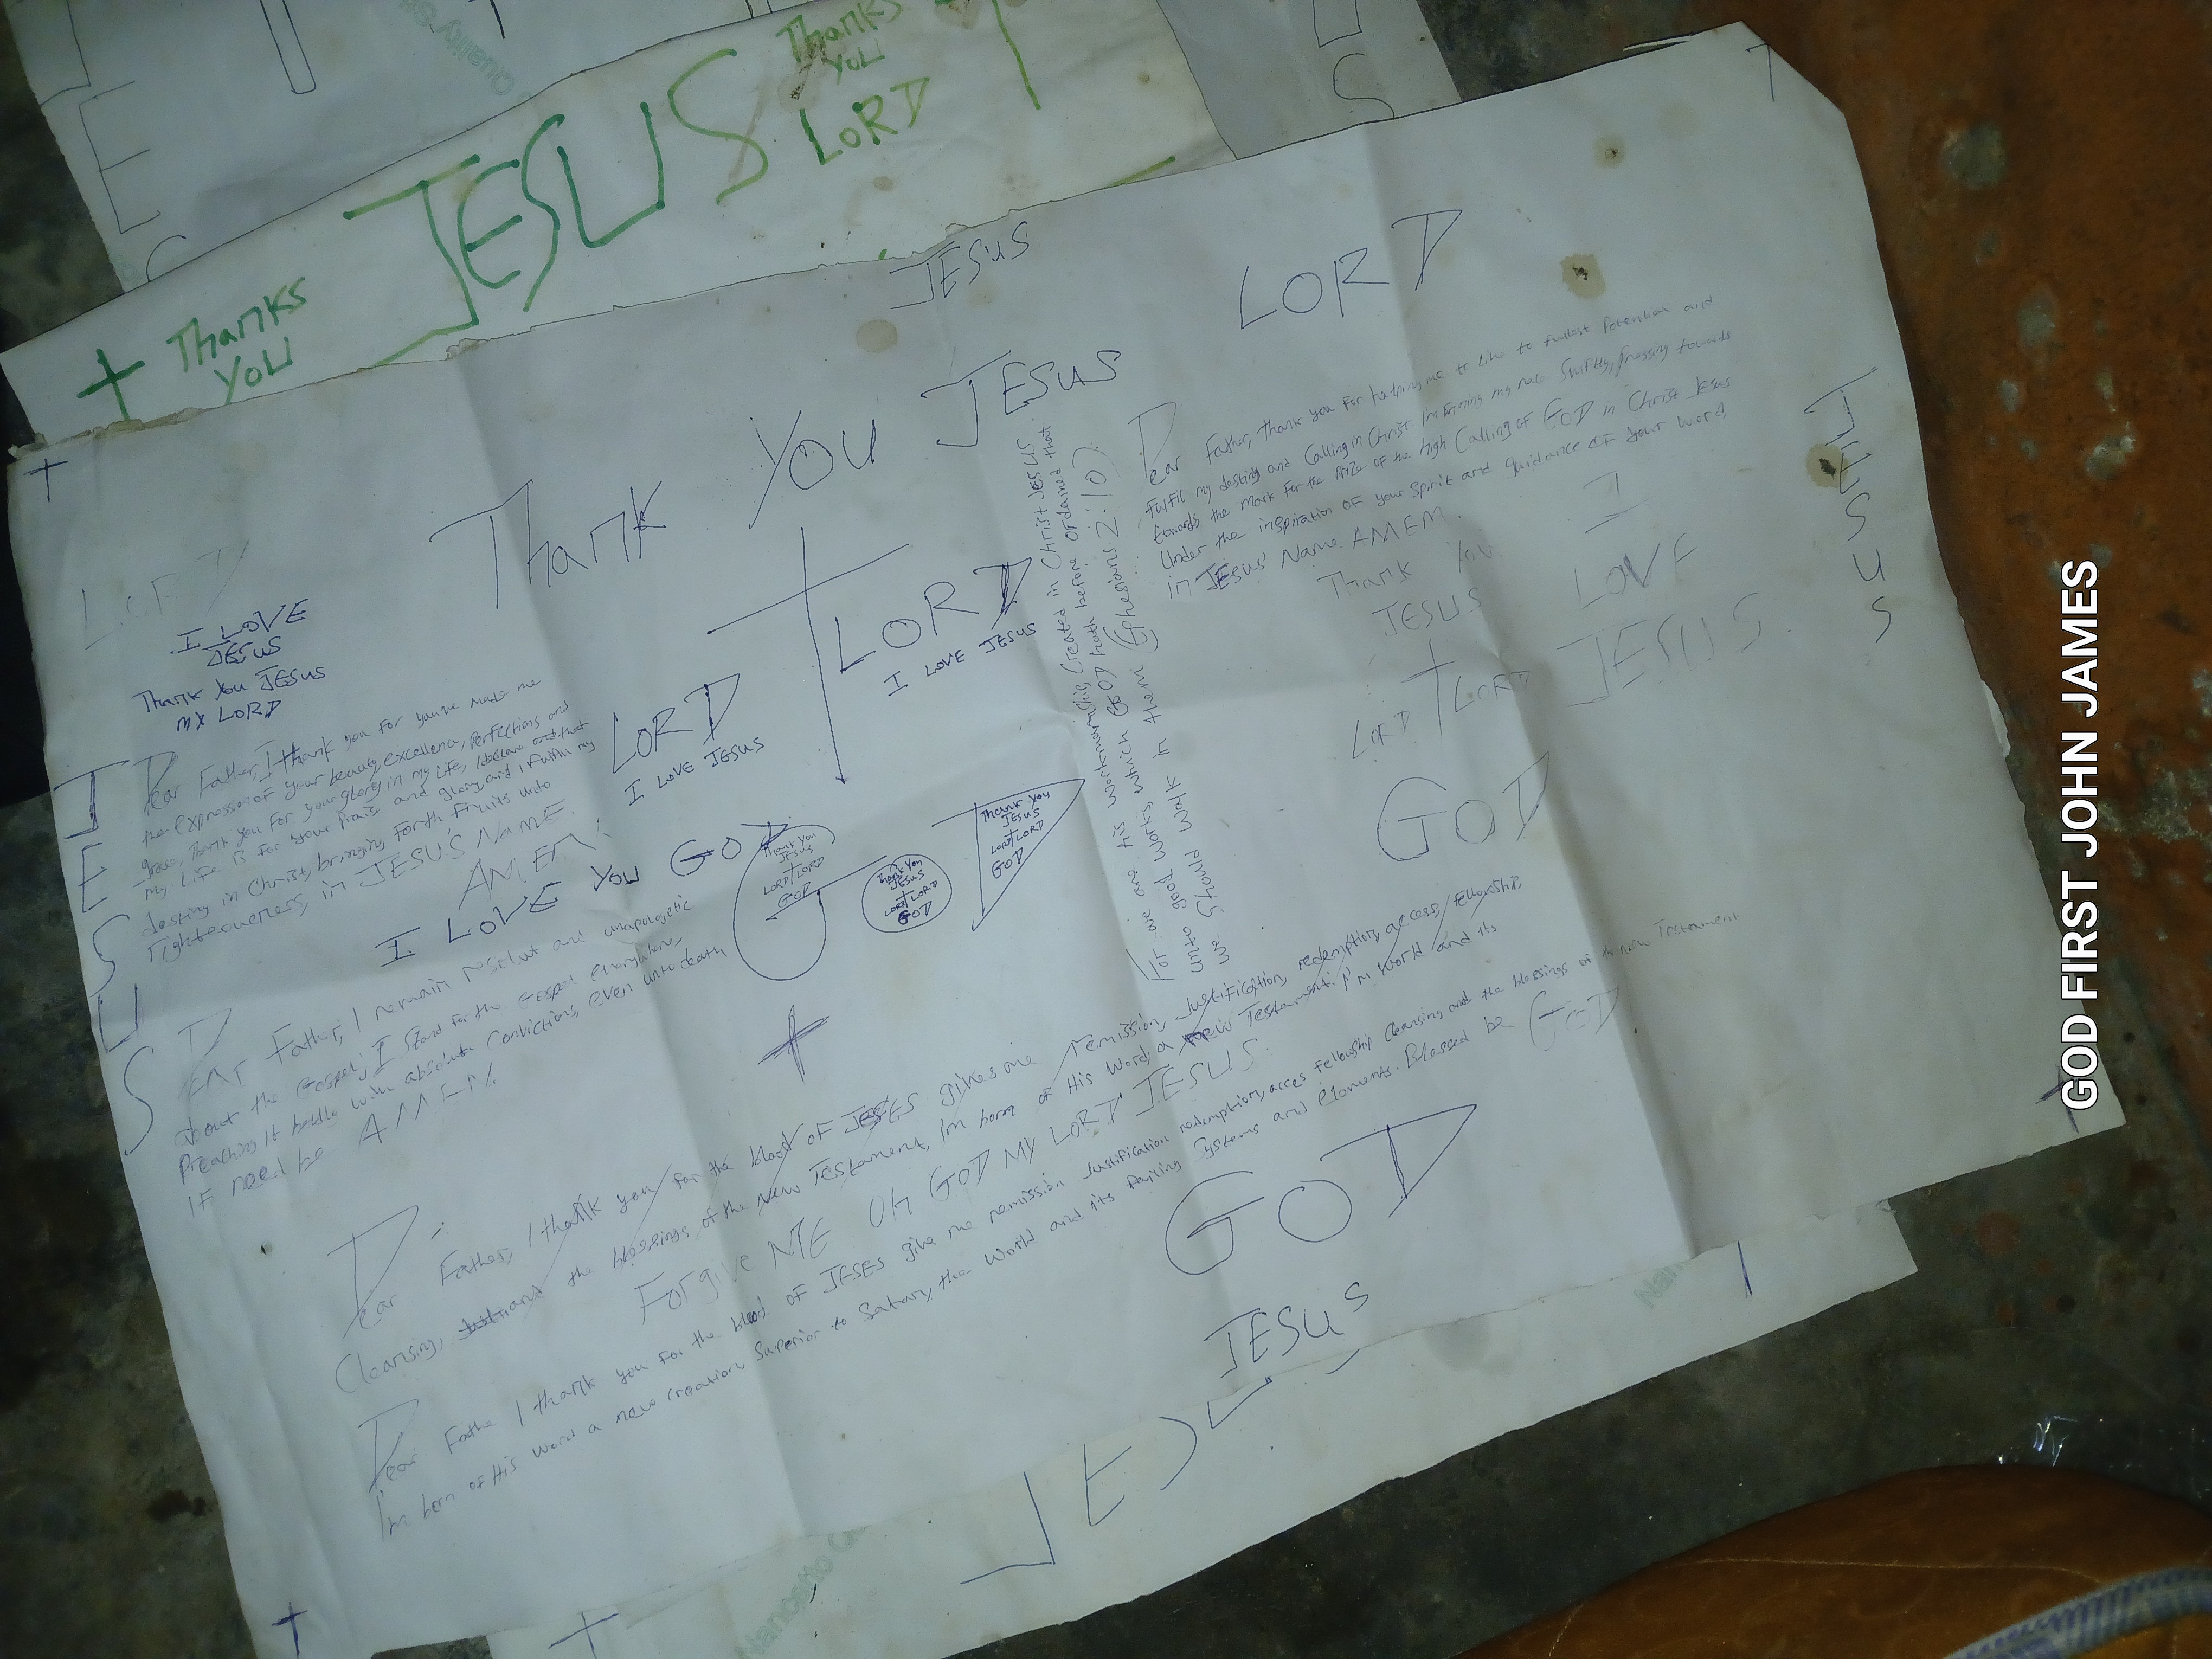 + Thanks
YOU
JESUS
Thanks
YOU
LORD
JESUS
LORD
I LOVE
JESUS
THANK YOU JESUS
MY LORD
Thank YOU JESUS LORD
JESUS
Dear Father, I thank you for you've made me
the expression of your beauty, excellence, perfections and
grace, thank you for your glory in my life,
my life is for your praise and glory and I fulfill my
destiny in Christ, bringing forth fruits unto
righteousness, in JESUS NAME.
AMEN!
LORD
I LOVE JESUS
LORD
I LOVE JESUS
I LOVE YOU GOD
THANK YOU
JESUS
LORD LORD
GOD
THANK YOU
JESUS
LORD LORD
GOD
THANK YOU
JESUS
LORD LORD
GOD
For we are his workmanship, created in Christ JESUS
unto good works, which GOD hath before ordained that
we should walk in them (Ephesians 2:10).
Dear Father, thank you for helping me to live to fullest potential and
fulfill my destiny and calling in Christ. I'm running my race swiftly, pressing towards
towards the mark for the prize of the high calling of GOD in Christ Jesus
under the inspiration of your spirit and guidance of your word,
in JESUS' Name. AMEN.
Thank You
JESUS
LORD LORD
I
LOVE
JESUS
JESUS
Dear Father, I remain resolute and unapologetic
about the Gospel; I stand for the gospel everywhere,
preaching it boldly with absolute conviction, even unto death
if need be. AMEN.
Dear Father, I thank you for the blood of JESUS gives me remission, justification, redemption, access, fellowship,
Cleansing, and the blessings of the New Testament, I'm born of His Word a New Testament, I'm World and its
Forgive ME OH GOD MY LORD JESUS.
GOD
Dear Father I thank you for the blood of JESUS give me remission justification redemption, access fellowship cleansing and the blessings of the new Testament
I'm born of His word a new creation superior to Satan, the World and its failing Systems and elements. Blessed be GOD
GOD
JESUS
GOD FIRST JOHN JAMES